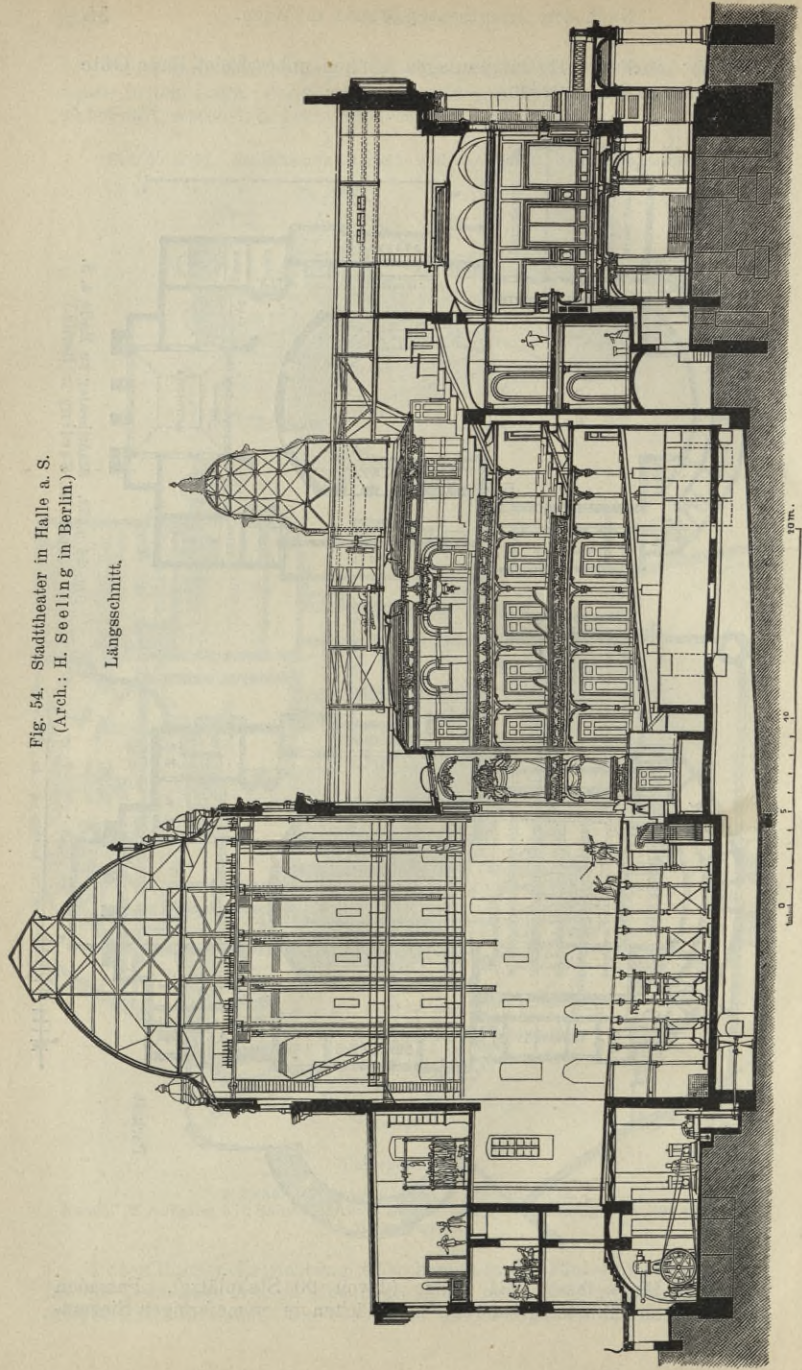 Fig. 54. Stadttheater in Halle a. S.
(Arch.: H. Seeling in Berlin.)
Längsschnitt.
0
5
10
20 m.